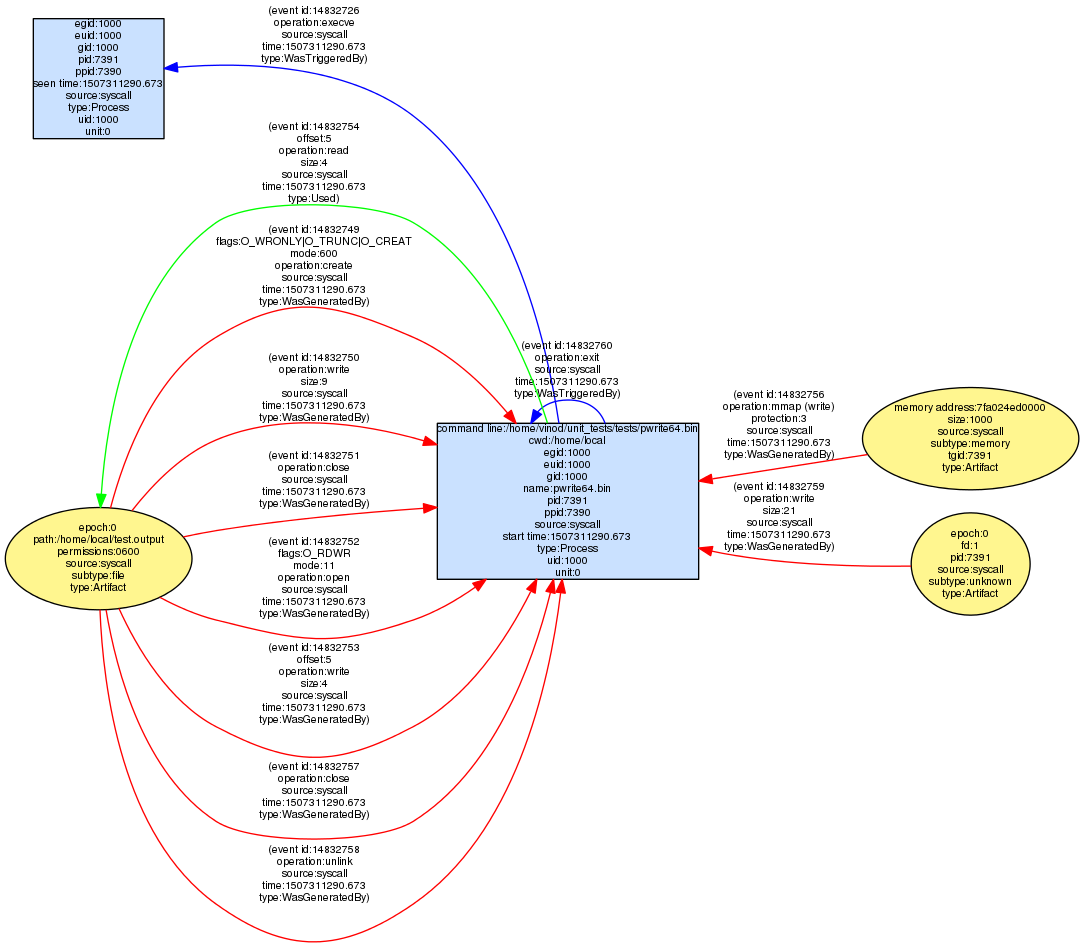 egid:1000
euid:1000
gid:1000
pid:7391
ppid:7390
seen time:1507311290.673
source:syscall
type:Process
uid:1000
unit:0
(event id:14832726
operation:execve
source:syscall
time:1507311290.673
type:WasTriggeredBy)
(event id:14832754
offset:5
operation:read
size:4
source:syscall
time:1507311290.673
type:Used)
(event id:14832749
flags:O_WRONLY|O_TRUNC|O_CREAT
mode:600
operation:create
source:syscall
time:1507311290.673
type:WasGeneratedBy)
(event id:14832750
operation:write
size:9
source:syscall
time:1507311290.673
type:WasGeneratedBy)
(event id:14832751
operation:close
source:syscall
time:1507311290.673
type:WasGeneratedBy)
(event id:14832752
flags:O_RDWR
mode:11
operation:open
source:syscall
time:1507311290.673
type:WasGeneratedBy)
(event id:14832753
offset:5
operation:write
size:4
source:syscall
time:1507311290.673
type:WasGeneratedBy)
(event id:14832757
operation:close
source:syscall
time:1507311290.673
type:WasGeneratedBy)
(event id:14832758
operation:unlink
source:syscall
time:1507311290.673
type:WasGeneratedBy)
epoch:0
path:/home/local/test.output
permissions:0600
source:syscall
subtype:file
type:Artifact
(event id:14832760
operation:exit
source:syscall
time:1507311290.673
type:WasTriggeredBy)
command line:/home/vinod/unit_tests/tests/pwrite64.bin
cwd:/home/local
egid:1000
euid:1000
gid:1000
name:pwrite64.bin
pid:7391
ppid:7390
source:syscall
start time:1507311290.673
type:Process
uid:1000
unit:0
(event id:14832756
operation:mmap (write)
protection:3
source:syscall
time:1507311290.673
type:WasGeneratedBy)
(event id:14832759
operation:write
size:21
source:syscall
time:1507311290.673
type:WasGeneratedBy)
memory address:7fa024ed0000
size:1000
source:syscall
subtype:memory
tgid:7391
type:Artifact
epoch:0
fd:1
pid:7391
source:syscall
subtype:unknown
type:Artifact